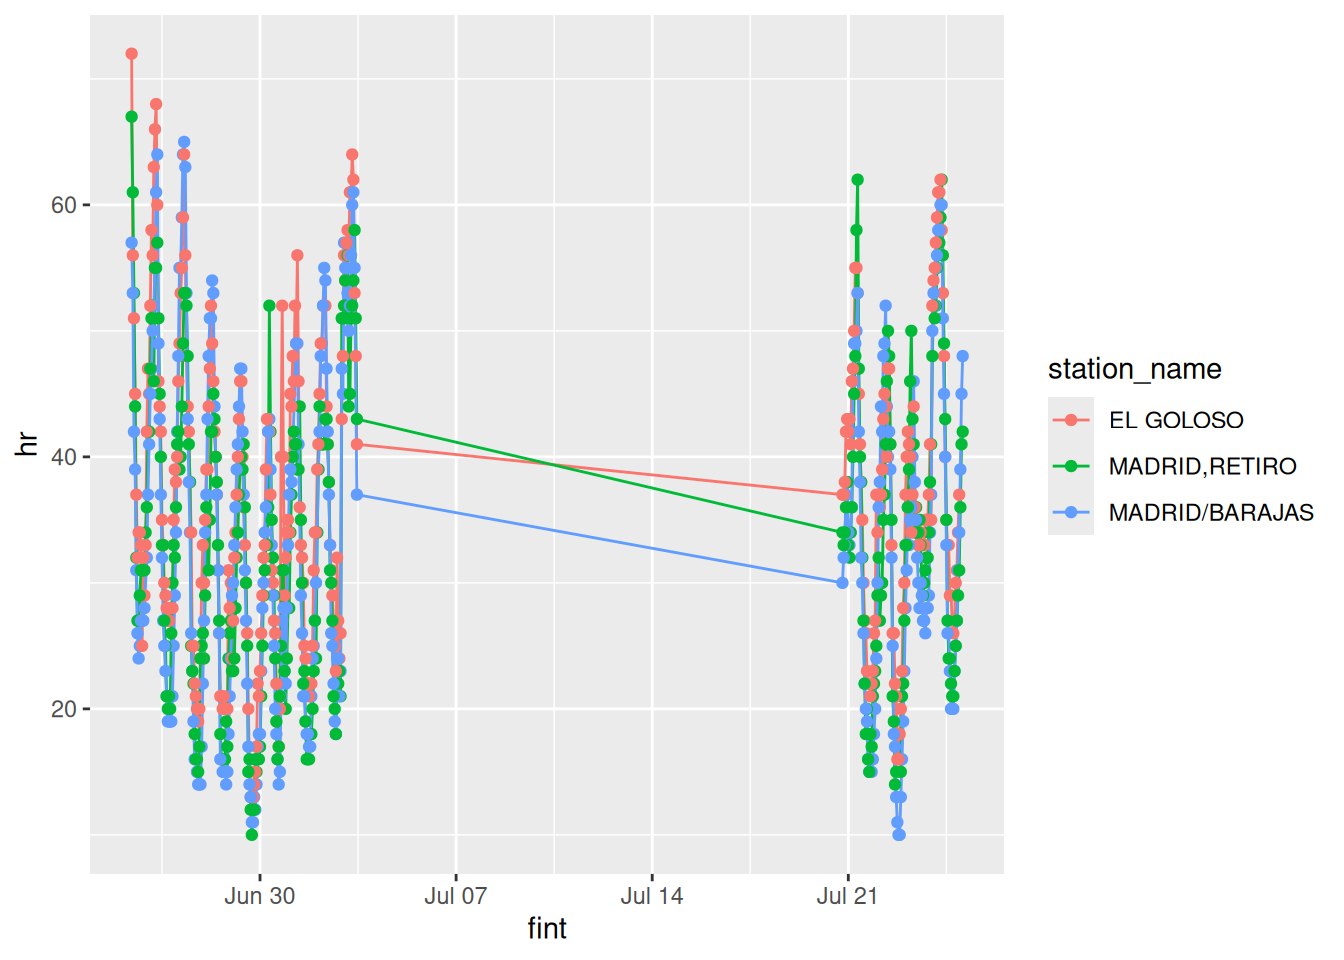 hr
60
40
20
Jun 30
Jul 07
Jul 14
Jul 21
fint
station_name
EL GOLOSO
MADRID,RETIRO
MADRID/BARAJAS